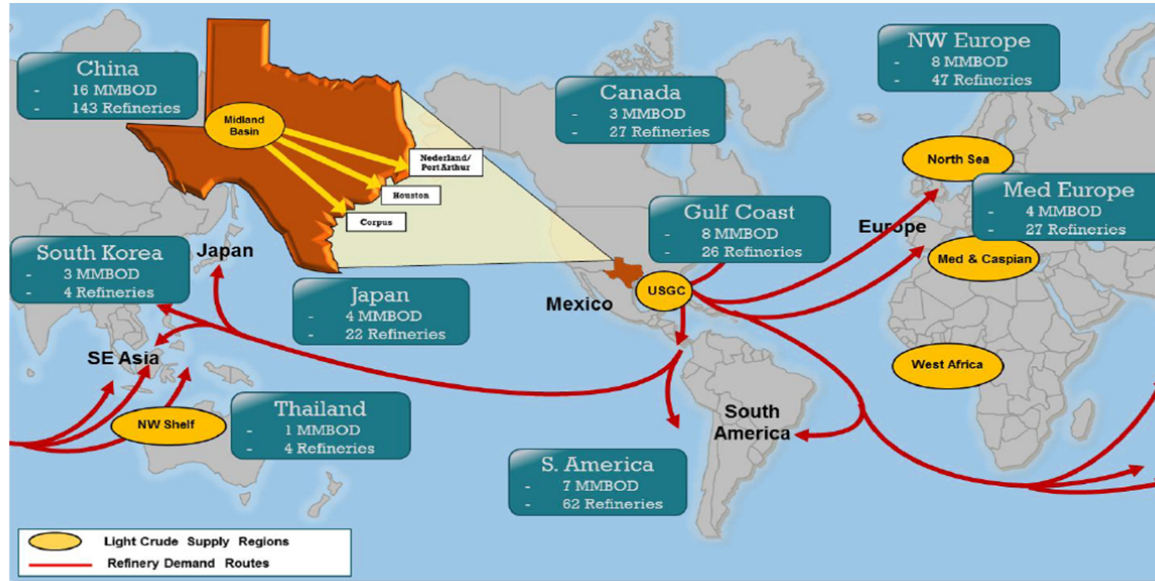 China
- 16 MMBOD
- 143 Refineries
Midland
Basin
Nederland/
Port Arthur
Houston
Corpus
Canada
- 3 MMBOD
- 27 Refineries
NW Europe
- 8 MMBOD
- 47 Refineries
North Sea
Med Europe
- 4 MMBOD
- 27 Refineries
Europe
Med & Caspian
Gulf Coast
- 8 MMBOD
- 26 Refineries
South Korea
- 3 MMBOD
- 4 Refineries
Japan
Japan
- 4 MMBOD
- 22 Refineries
Mexico
USGC
SE Asia
West Africa
NW Shelf
Thailand
- 1 MMBOD
- 4 Refineries
South
America
S. America
- 7 MMBOD
- 62 Refineries
Light Crude Supply Regions
Refinery Demand Routes